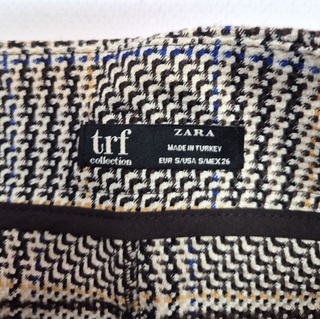 trf
collection
ZARA
MADE IN TURKEY
EUR S/USA S/MEX 26